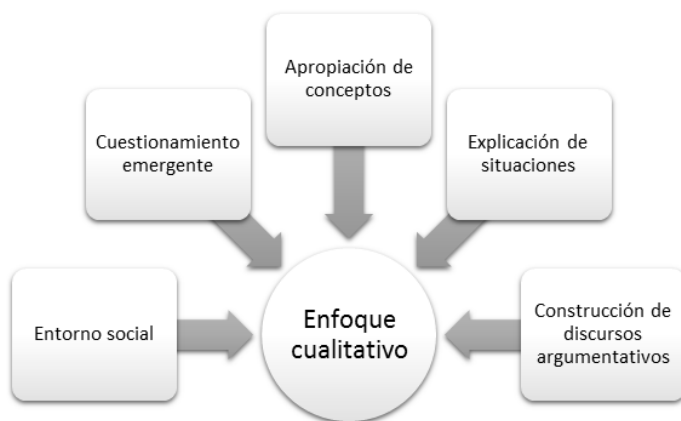 Apropiación de
conceptos
Cuestionamiento
emergente
Explicación de
situaciones
Entorno social
Enfoque
cualitativo
Construcción de
discursos
argumentativos